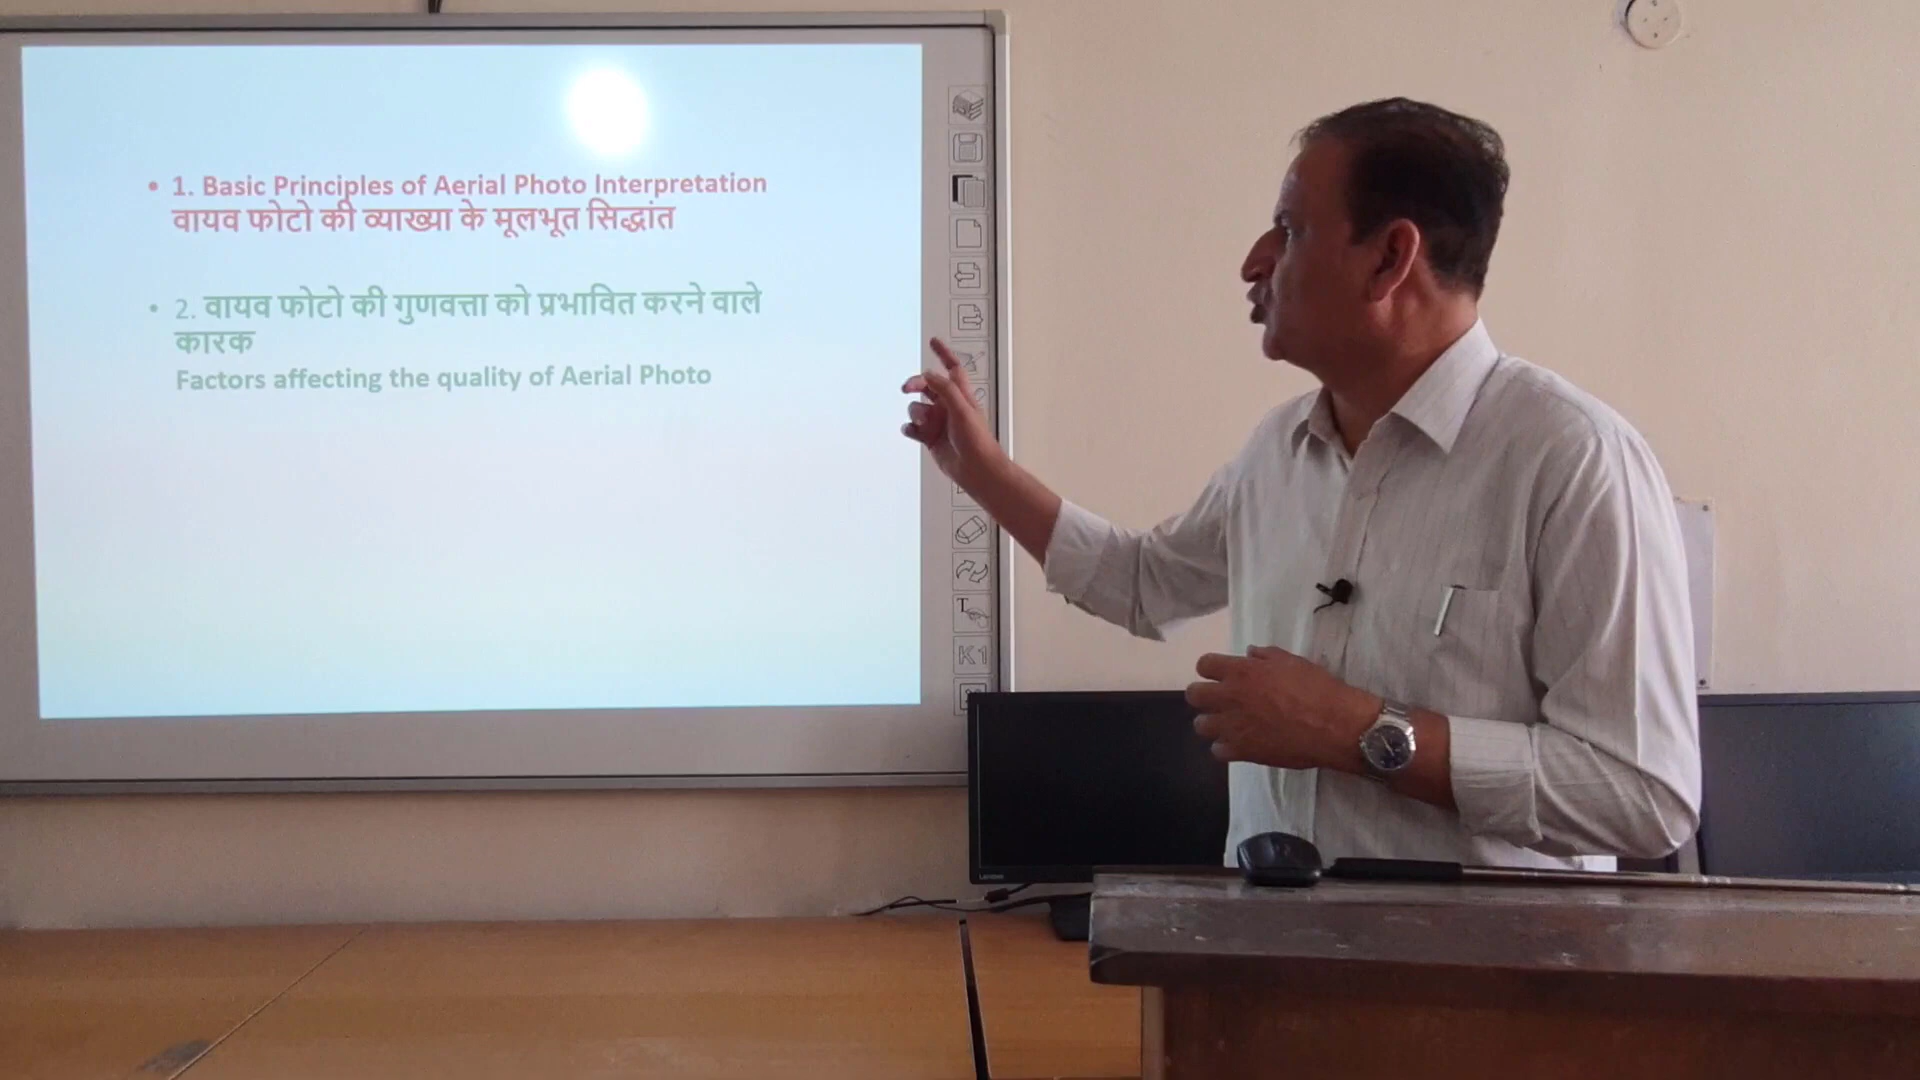 • 1. Basic Principles of Aerial Photo Interpretation
वायव फोटो की व्याख्या के मूलभूत सिद्धांत
• 2. वायव फोटो की गुणवत्ता को प्रभावित करने वाले
कारक
Factors affecting the quality of Aerial Photo
T
K1
Lenovo